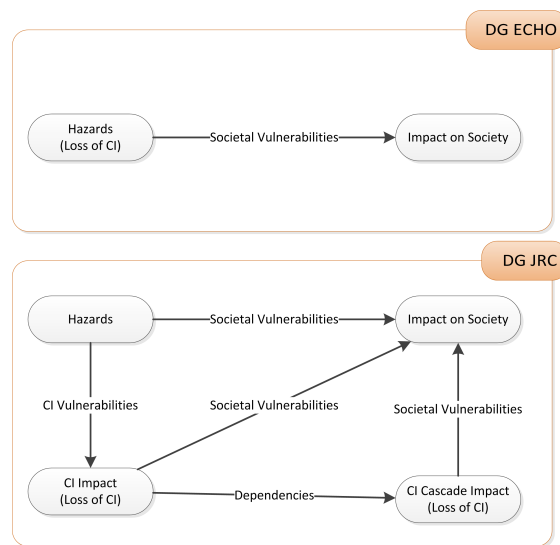 DG ECHO
Hazards
(Loss of CI)
Societal Vulnerabilities
Impact on Society
DG JRC
Hazards
Societal Vulnerabilities
Impact on Society
CI Vulnerabilities
Societal Vulnerabilities
Societal Vulnerabilities
CI Impact
(Loss of CI)
Dependencies
CI Cascade Impact
(Loss of CI)